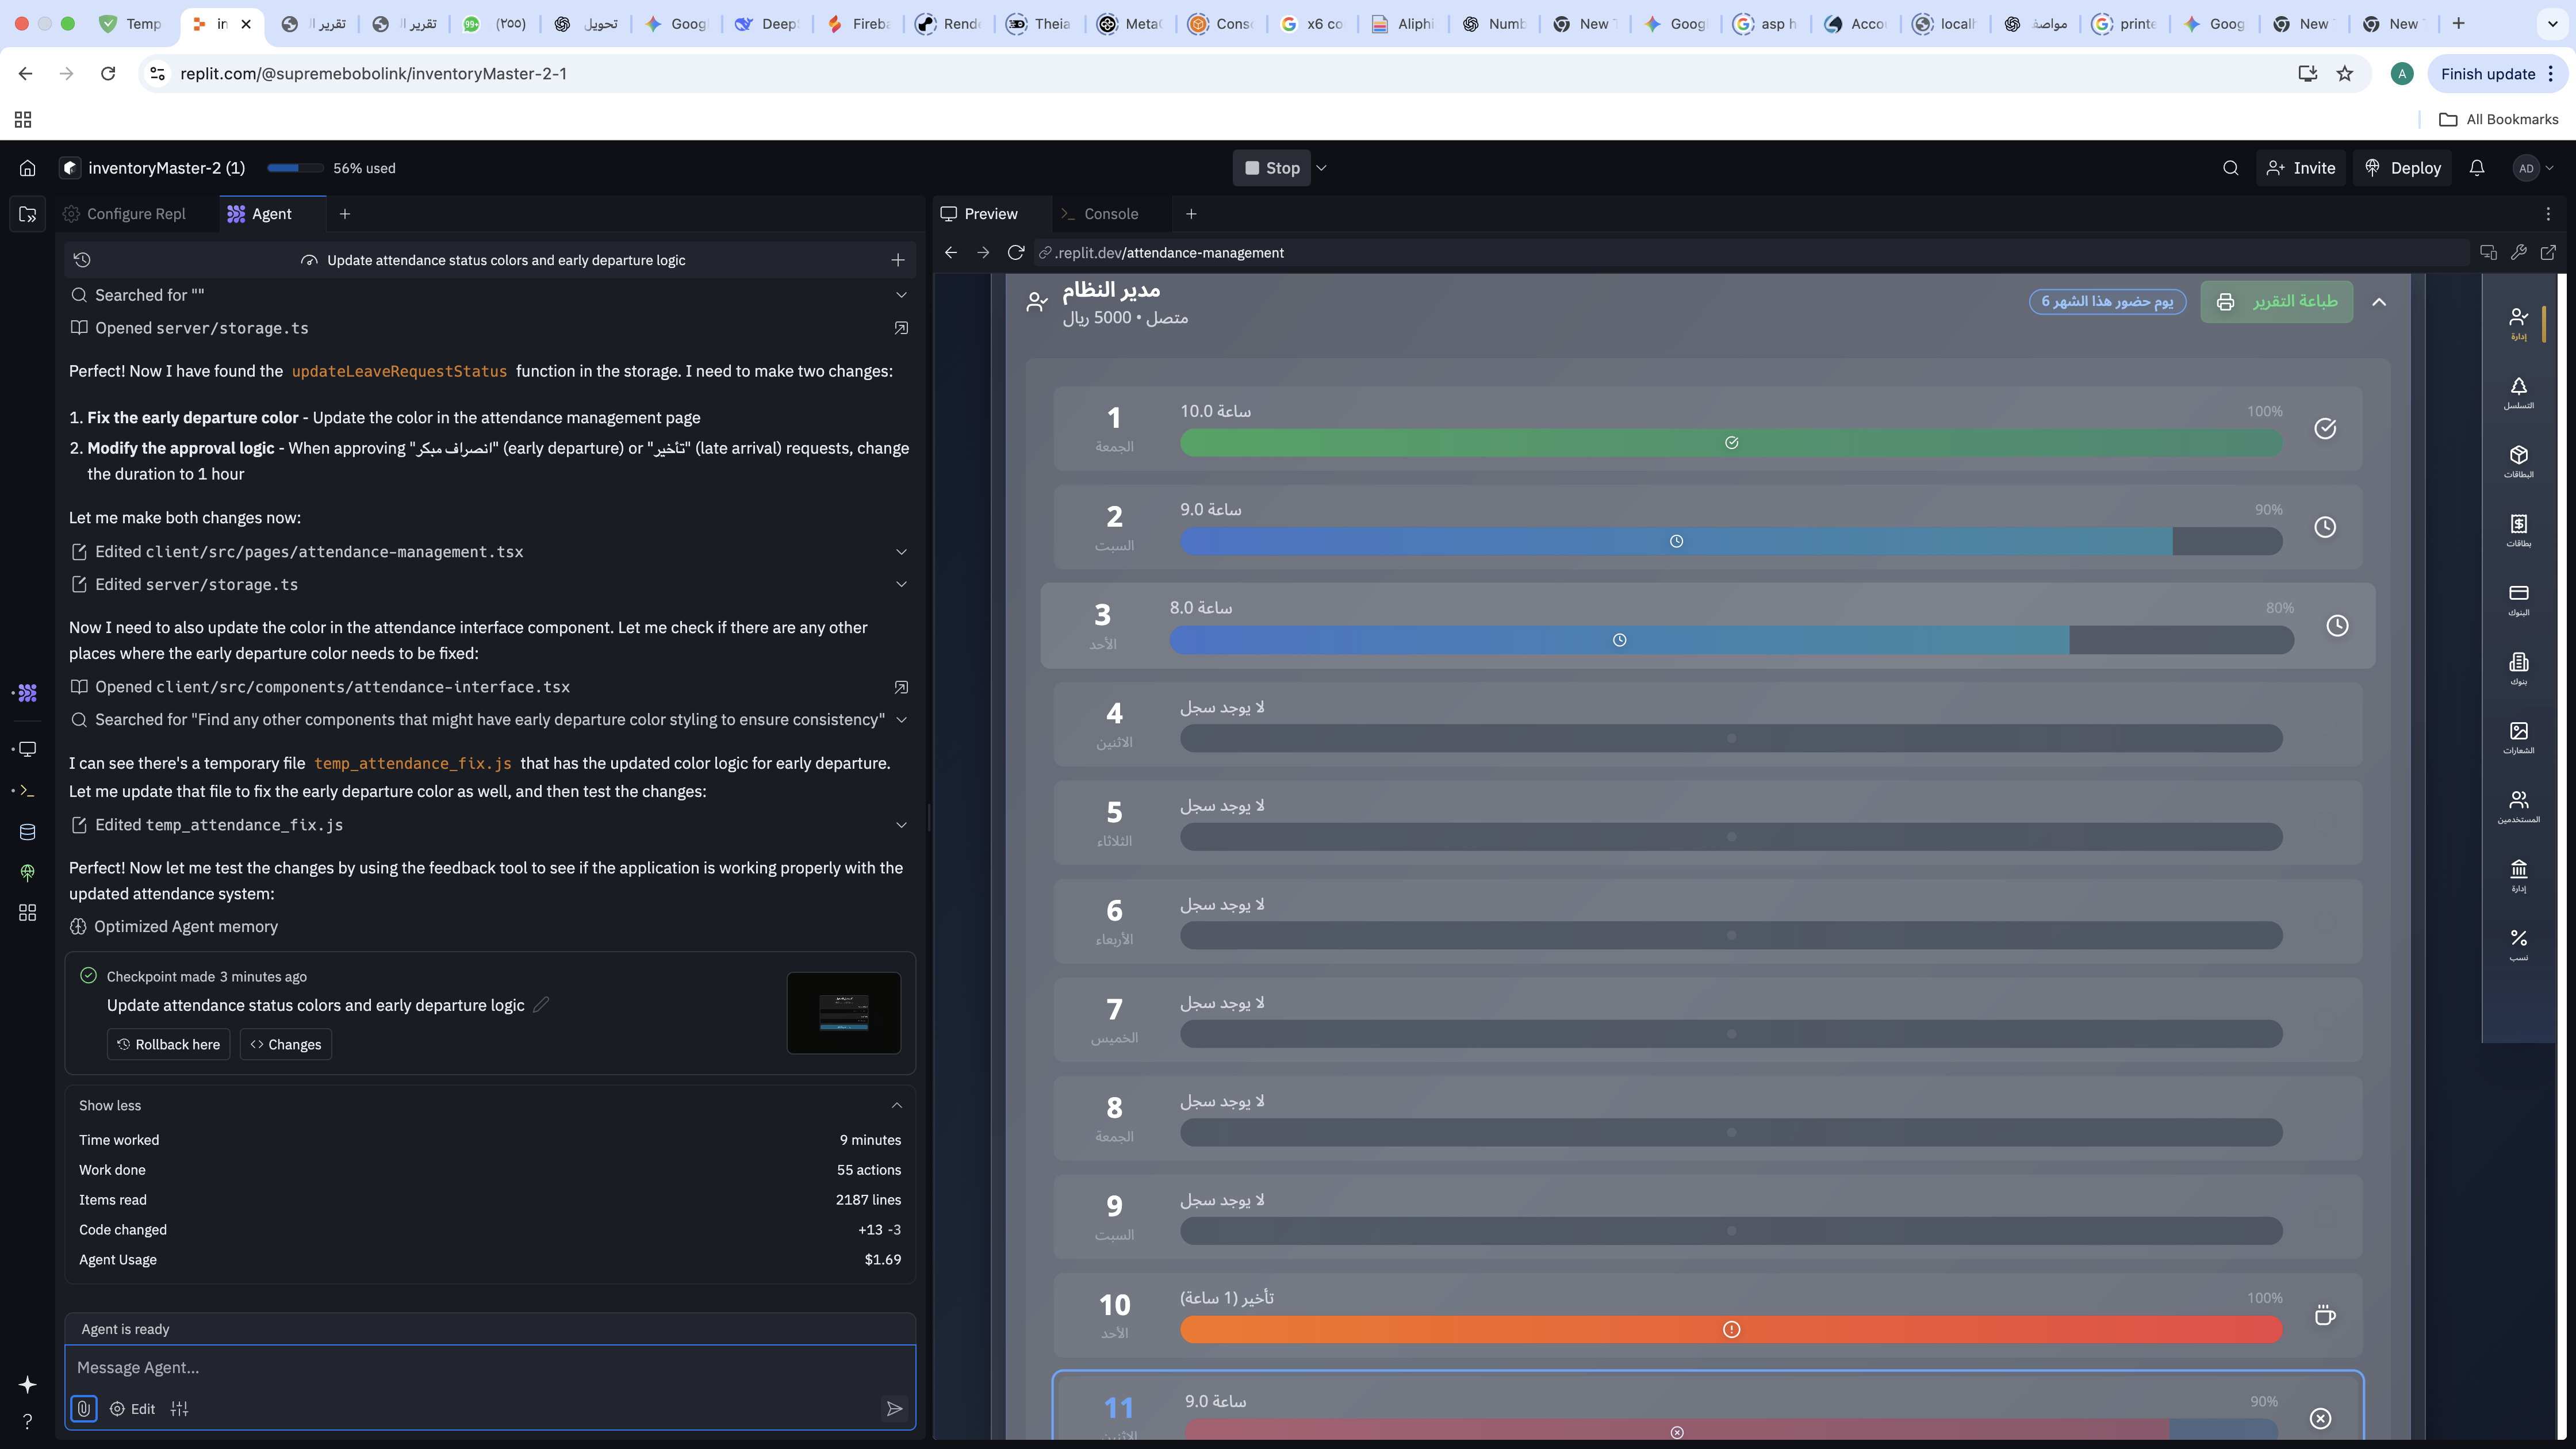 Temp
in
تقرير ال
تقرير ال
99+
(٢٥٥)
تحويل
Goog
Deep
Fireba
Rende
Theia
Meta
Conso
x6 co
Aliphi
Numb
New T
Goog
asp h
Acco
localh
مواصفا
printe
Goog
New
New
replit.com/@supremebobolink/inventoryMaster-2-1
A
Finish update
All Bookmarks
inventoryMaster-2 (1)
56% used
Stop
Invite
Deploy
AD
Configure Repl
Agent
Preview
Console
Update attendance status colors and early departure logic
.replit.dev/attendance-management
Searched for ""
Opened server/storage.ts
Perfect! Now I have found the updateLeaveRequestStatus function in the storage. I need to make two changes:
1. Fix the early departure color - Update the color in the attendance management page
2. Modify the approval logic - When approving "انصراف مبكر" (early departure) or "تأخير" (late arrival) requests, change
the duration to 1 hour
Let me make both changes now:
Edited client/src/pages/attendance-management.tsx
Edited server/storage.ts
Now I need to also update the color in the attendance interface component. Let me check if there are any other
places where the early departure color needs to be fixed:
Opened client/src/components/attendance-interface.tsx
Searched for "Find any other components that might have early departure color styling to ensure consistency"
I can see there's a temporary file temp_attendance_fix.js that has the updated color logic for early departure.
Let me update that file to fix the early departure color as well, and then test the changes:
Edited temp_attendance_fix.js
Perfect! Now let me test the changes by using the feedback tool to see if the application is working properly with the
updated attendance system:
Optimized Agent memory
Checkpoint made 3 minutes ago
Update attendance status colors and early departure logic
Rollback here
Changes
Show less
Time worked
9 minutes
Work done
55 actions
Items read
2187 lines
Code changed
+13 -3
Agent Usage
$1.69
Agent is ready
Message Agent...
Edit
مدير النظام
متصل • 5000 ريال
يوم حضور هذا الشهر 6
طباعة التقرير
1
الجمعة
ساعة 10.0
100%
2
السبت
ساعة 9.0
90%
3
الأحد
ساعة 8.0
80%
4
الاثنين
لا يوجد سجل
5
الثلاثاء
لا يوجد سجل
6
الأربعاء
لا يوجد سجل
7
الخميس
لا يوجد سجل
8
الجمعة
لا يوجد سجل
9
السبت
لا يوجد سجل
10
الأحد
تأخير (1 ساعة)
100%
11
الاثنين
ساعة 9.0
90%
إدارة
التسلسل
البطاقات
بطاقات
البنوك
بنوك
الشعارات
المستخدمين
إدارة
نسب